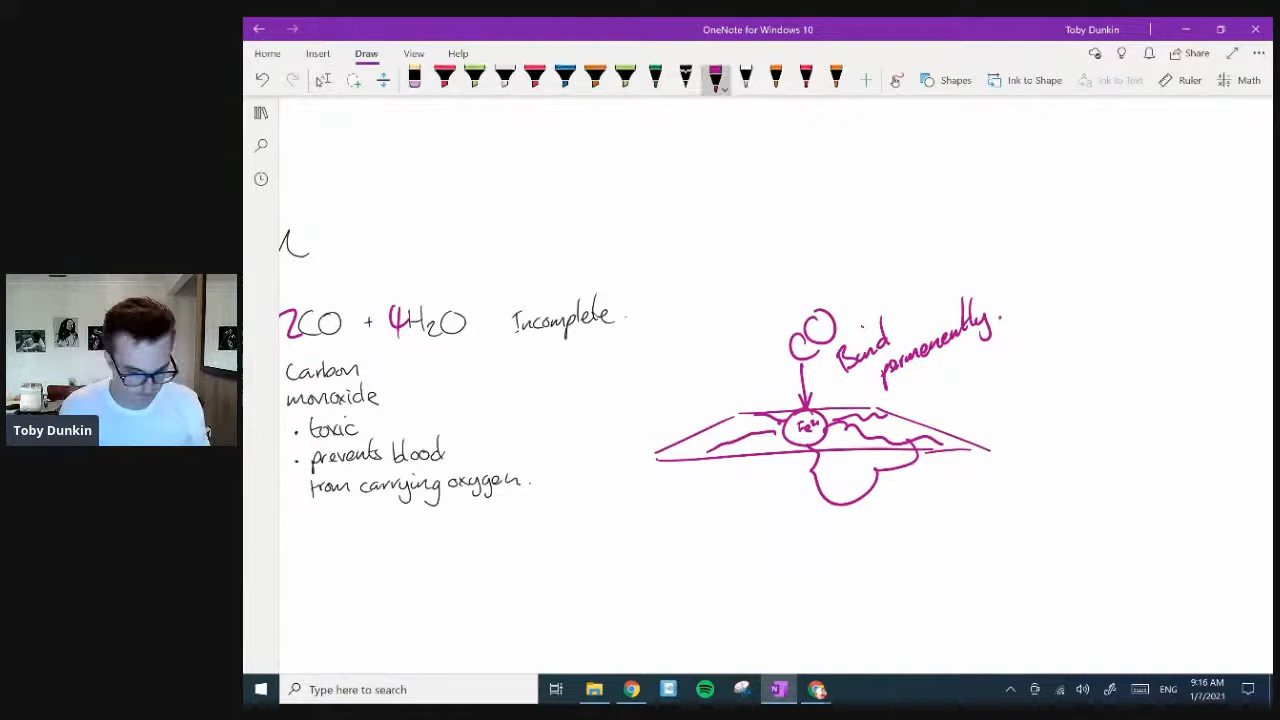 OneNote for Windows 10
Toby Dunkin
Home Insert Draw View Help
Share
Shapes Ink to Shape Ink to Text Ruler Math
2CO + 4H2O Incomplete.
Carbon
monoxide
• toxic
• prevents blood
from carrying oxygen.
CO
Bind
permenently.
Toby Dunkin
Type here to search
ENG
9:16 AM
1/7/2021